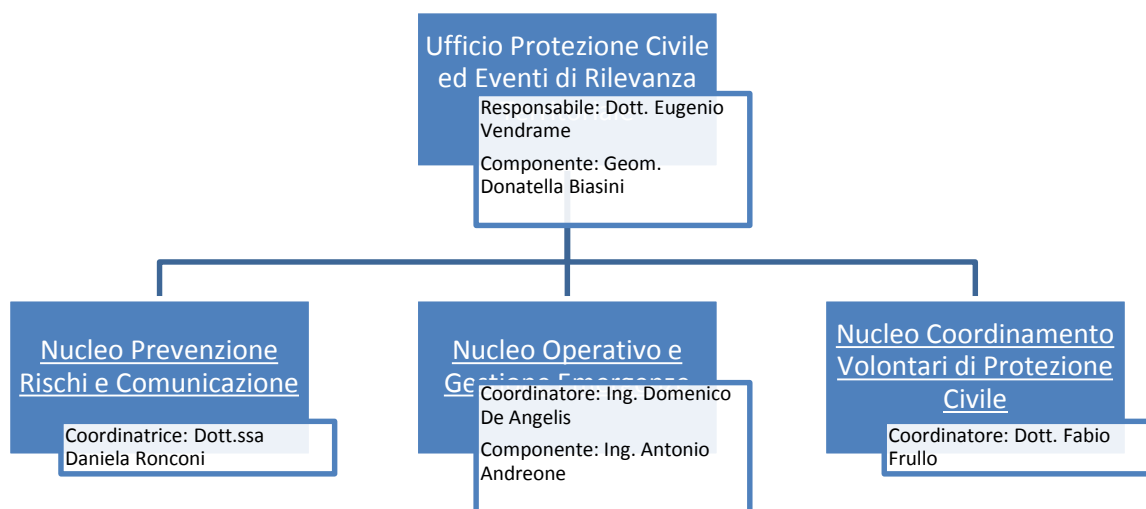 Ufficio Protezione Civile
ed Eventi di Rilevanza
Responsabile: Dott. Eugenio
Vendrame
Componente: Geom.
Donatella Biasini
Nucleo Prevenzione
Rischi e Comunicazione
Coordinatrice: Dott.ssa
Daniela Ronconi
Nucleo Operativo e
Gestione Emergenze
Coordinatore: Ing. Domenico
De Angelis
Componente: Ing. Antonio
Andreone
Nucleo Coordinamento
Volontari di Protezione
Civile
Coordinatore: Dott. Fabio
Frullo